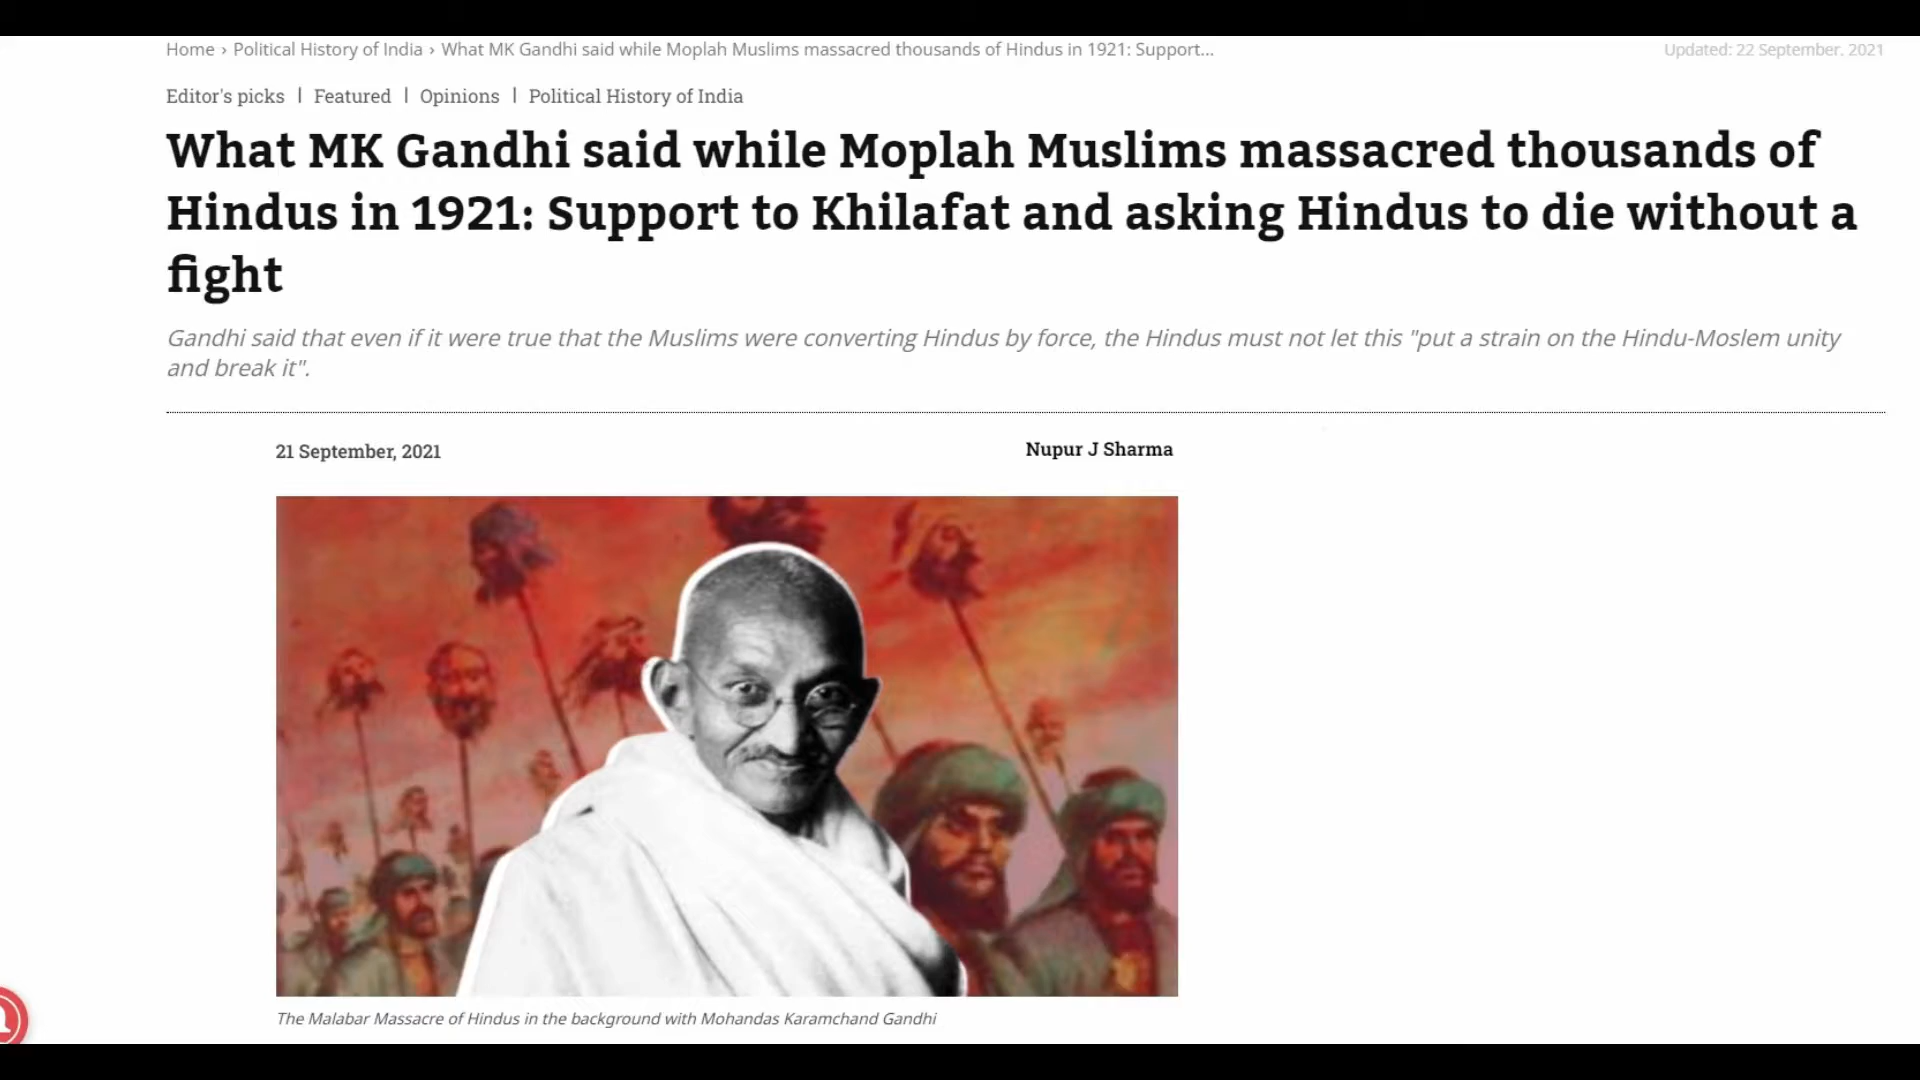 Home › Political History of India › What MK Gandhi said while Moplah Muslims massacred thousands of Hindus in 1921: Support...
Updated: 22 September. 2021
Editor's picks | Featured | Opinions | Political History of India
What MK Gandhi said while Moplah Muslims massacred thousands of
Hindus in 1921: Support to Khilafat and asking Hindus to die without a
fight
Gandhi said that even if it were true that the Muslims were converting Hindus by force, the Hindus must not let this "put a strain on the Hindu-Moslem unity
and break it".
21 September, 2021
Nupur J Sharma
The Malabar Massacre of Hindus in the background with Mohandas Karamchand Gandhi